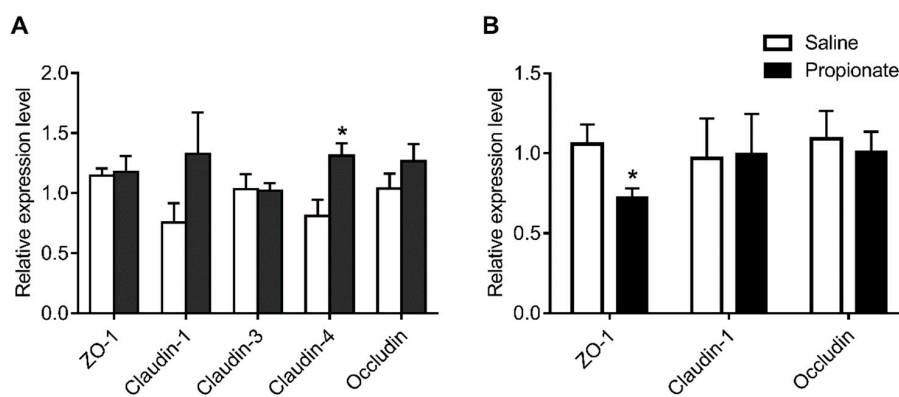 A
Relative expression level
2.0
1.5
1.0
0.5
0.0
*
ZO-1
Claudin-1
Claudin-3
Claudin-4
Occludin
B
Saline
Propionate
Relative expression level
1.5
1.0
0.5
0.0
*
ZO-1
Claudin-1
Occludin